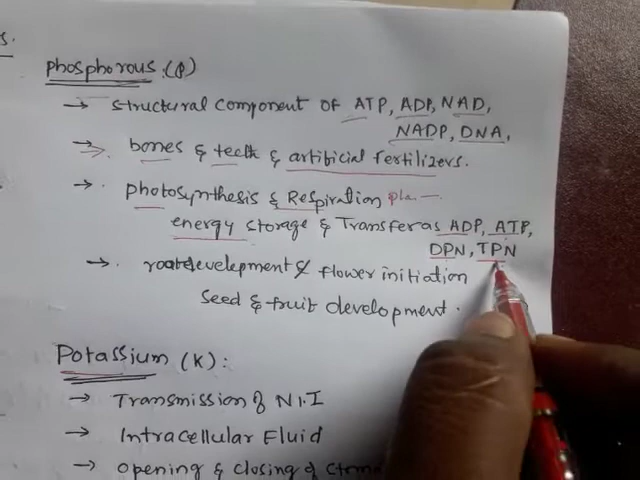 s.
Phosphorous (P)
→ structural component of ATP, ADP, NAD,
NADP, DNA,
→ bones & teeth & artificial fertilizers.
→ photosynthesis & Respiration pla
energy storage & Transfer as ADP, ATP,
DPN, TPN
→ root development & flower initiation
Seed & fruit development.
Potassium (K):
→ Transmission of N.I
→ Intracellular Fluid
→ opening & closing of stom